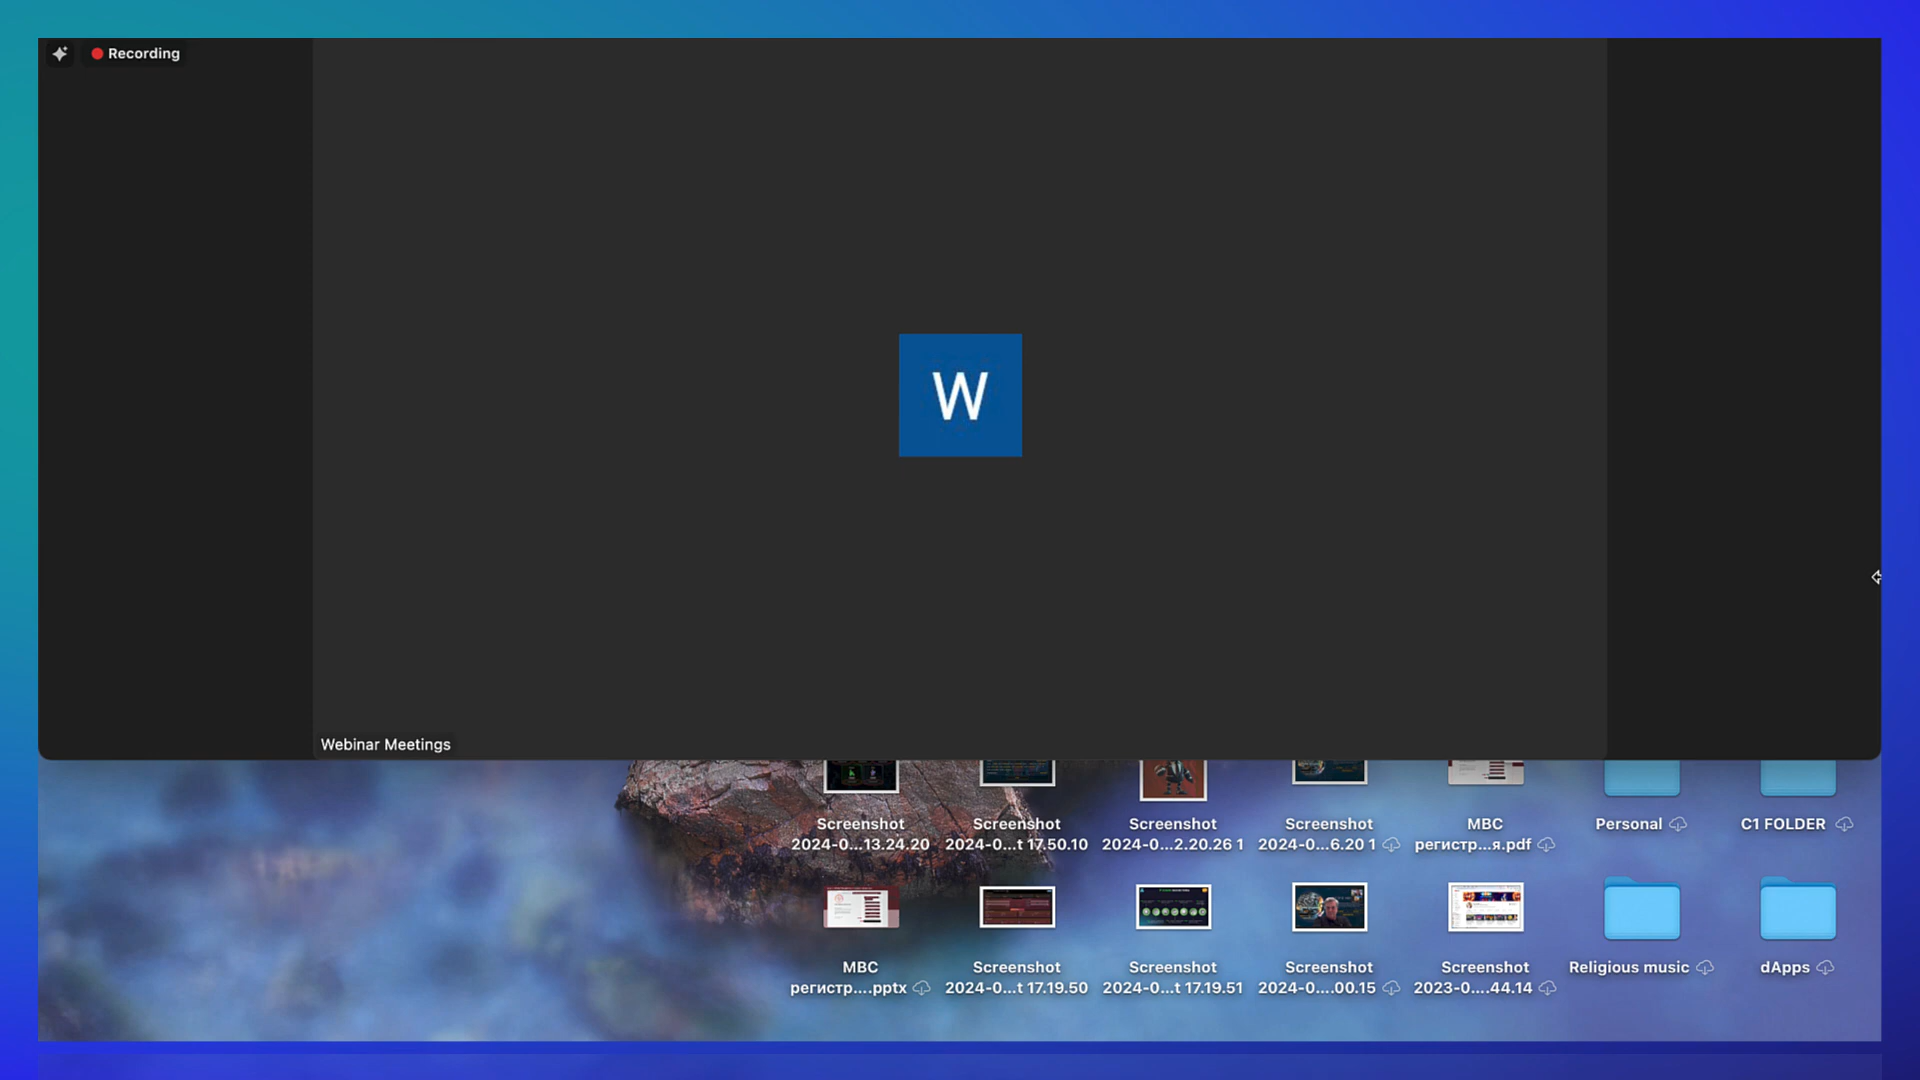 Recording
W
Webinar Meetings
Screenshot
2024-0...13.24.20
Screenshot
2024-0...t 17.50.10
Screenshot
2024-0...2.20.26 1
Screenshot
2024-0...6.20 1
МВС
регистр...я.pdf
Personal
C1 FOLDER
МВС
регистр....pptx
Screenshot
2024-0...t 17.19.50
Screenshot
2024-0...t 17.19.51
Screenshot
2024-0....00.15
Screenshot
2023-0....44.14
Religious music
dApps